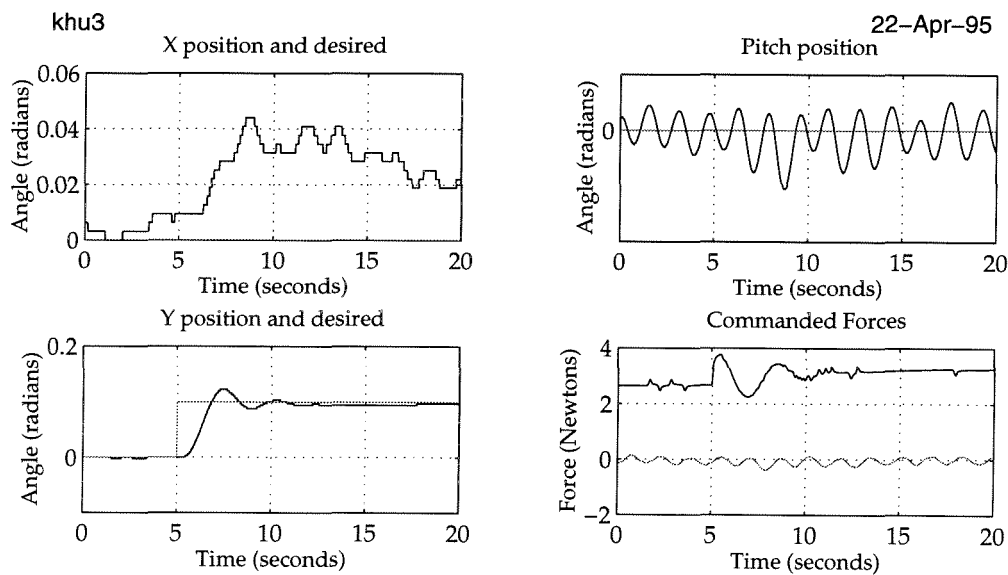 khu3
22–Apr–95
X position and desired
Angle (radians)
0.06
0.04
0.02
0
0 5 10 15 20
Time (seconds)
Pitch position
Angle (radians)
0
0 5 10 15 20
Time (seconds)
Y position and desired
Angle (radians)
0.2
0
0 5 10 15 20
Time (seconds)
Commanded Forces
Force (Newtons)
4
2
0
−2
0 5 10 15 20
Time (seconds)